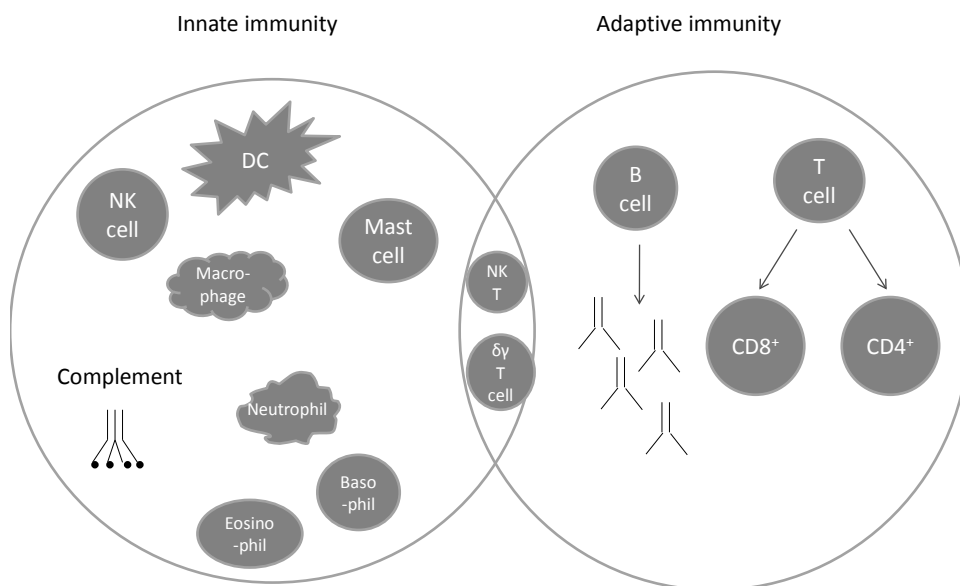 Innate immunity
Adaptive immunity
DC
NK
cell
Mast
cell
Macro-
phage
Complement
Neutrophil
Baso
-phil
Eosino
-phil
NK
T
δγ
T
cell
B
cell
T
cell
CD8⁺
CD4⁺